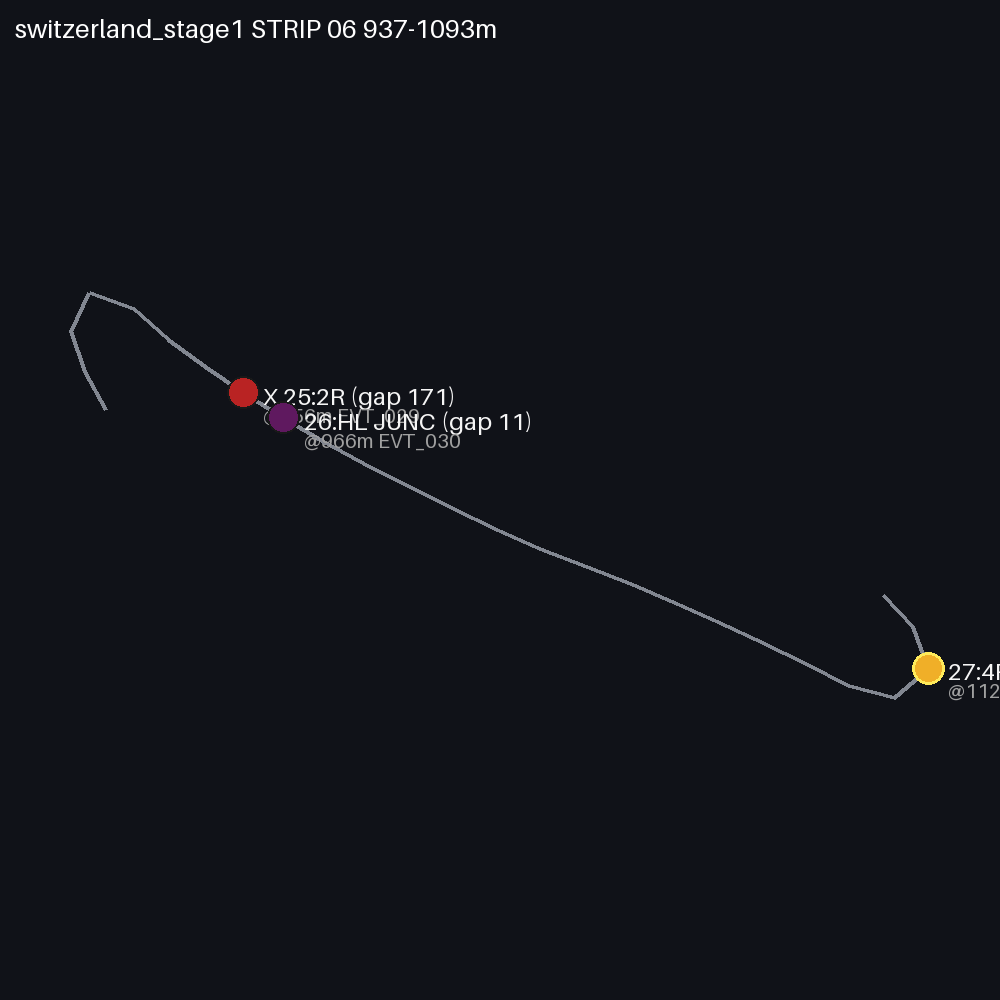 switzerland_stage1 STRIP 06 937-1093m
X 25:2R (gap 171)
EVT_029
26:HL JUNC (gap 11)
@966m EVT_030
27:4
@112